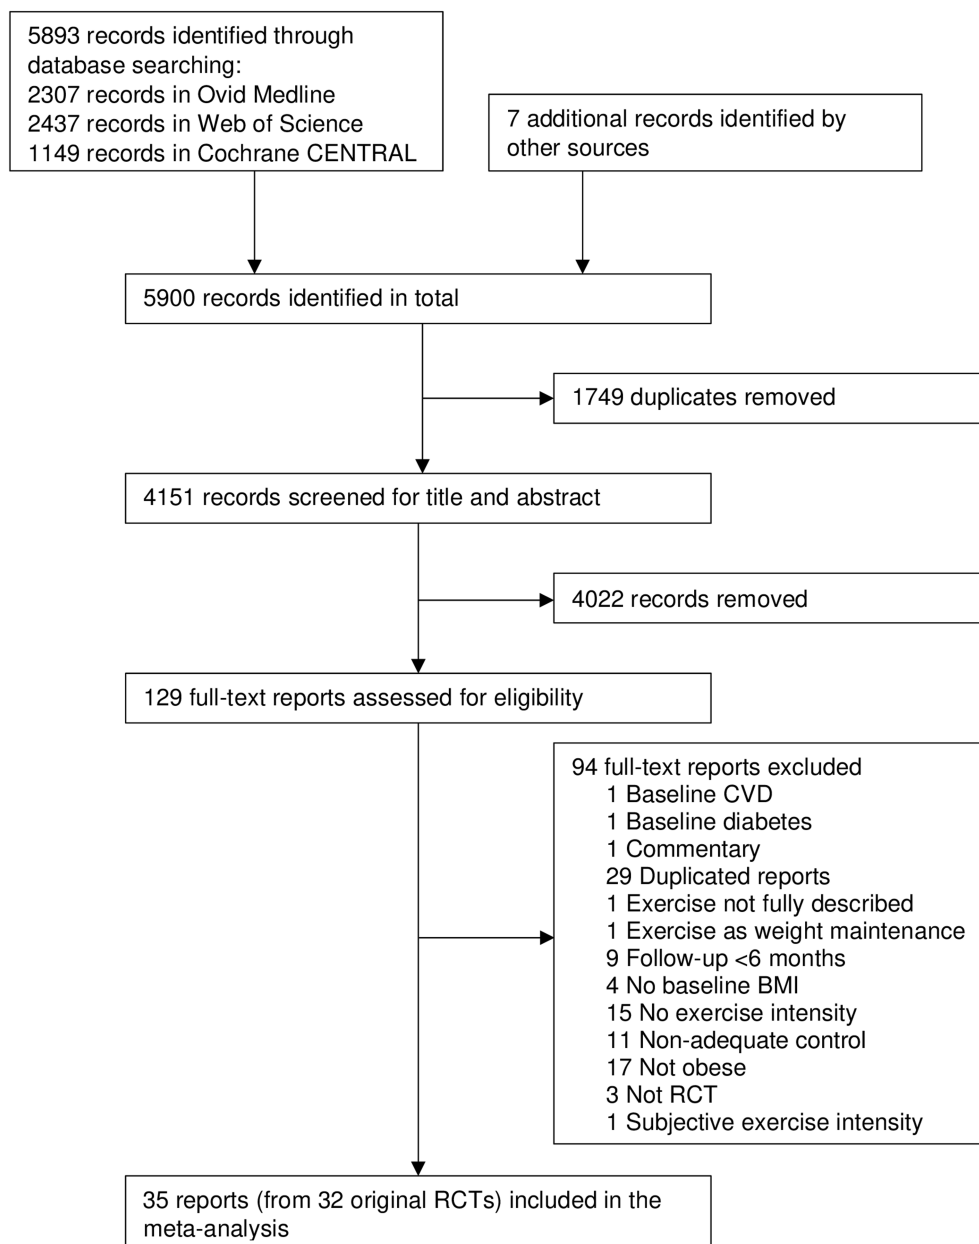 5893 records identified through
database searching:
2307 records in Ovid Medline
2437 records in Web of Science
1149 records in Cochrane CENTRAL
7 additional records identified by
other sources
5900 records identified in total
1749 duplicates removed
4151 records screened for title and abstract
4022 records removed
129 full-text reports assessed for eligibility
94 full-text reports excluded
1 Baseline CVD
1 Baseline diabetes
1 Commentary
29 Duplicated reports
1 Exercise not fully described
1 Exercise as weight maintenance
9 Follow-up <6 months
4 No baseline BMI
15 No exercise intensity
11 Non-adequate control
17 Not obese
3 Not RCT
1 Subjective exercise intensity
35 reports (from 32 original RCTs) included in the
meta-analysis